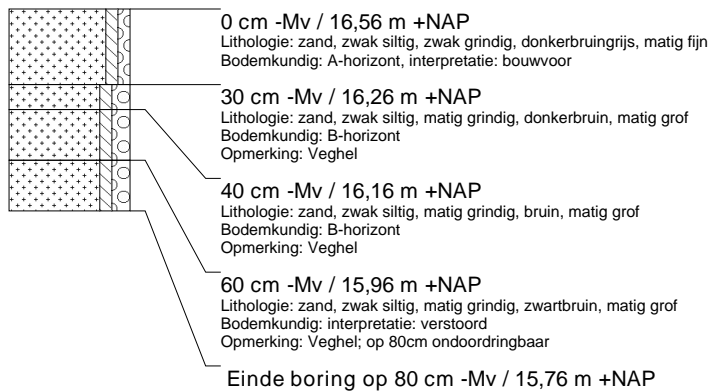 0 cm -Mv / 16,56 m +NAP
Lithologie: zand, zwak siltig, zwak grindig, donkerbruingrijs, matig fijn
Bodemkundig: A-horizont, interpretatie: bouwvoor
30 cm -Mv / 16,26 m +NAP
Lithologie: zand, zwak siltig, matig grindig, donkerbruin, matig grof
Bodemkundig: B-horizont
Opmerking: Veghel
40 cm -Mv / 16,16 m +NAP
Lithologie: zand, zwak siltig, matig grindig, bruin, matig grof
Bodemkundig: B-horizont
Opmerking: Veghel
60 cm -Mv / 15,96 m +NAP
Lithologie: zand, zwak siltig, matig grindig, zwartbruin, matig grof
Bodemkundig: interpretatie: verstoord
Opmerking: Veghel; op 80cm ondoordringbaar
Einde boring op 80 cm -Mv / 15,76 m +NAP